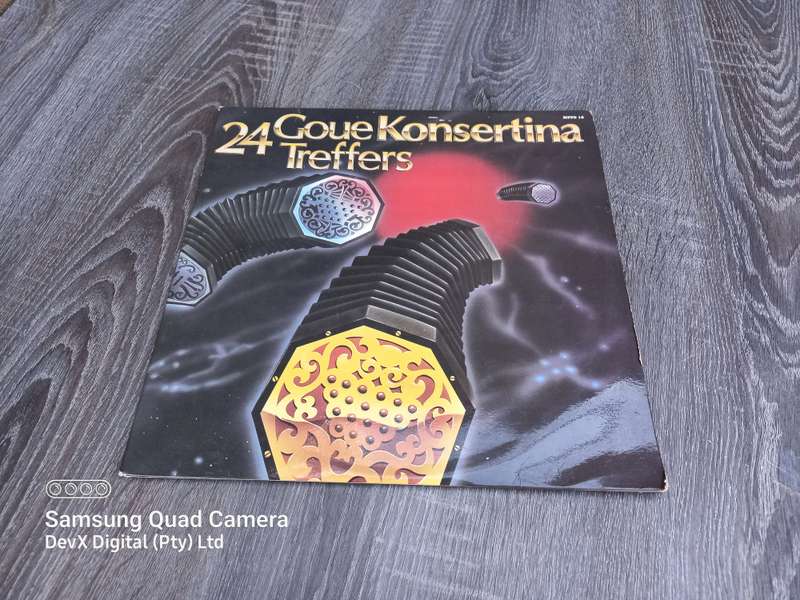 24 Goue Konsertina
Treffers
Samsung Quad Camera
DevX Digital (Pty) Ltd